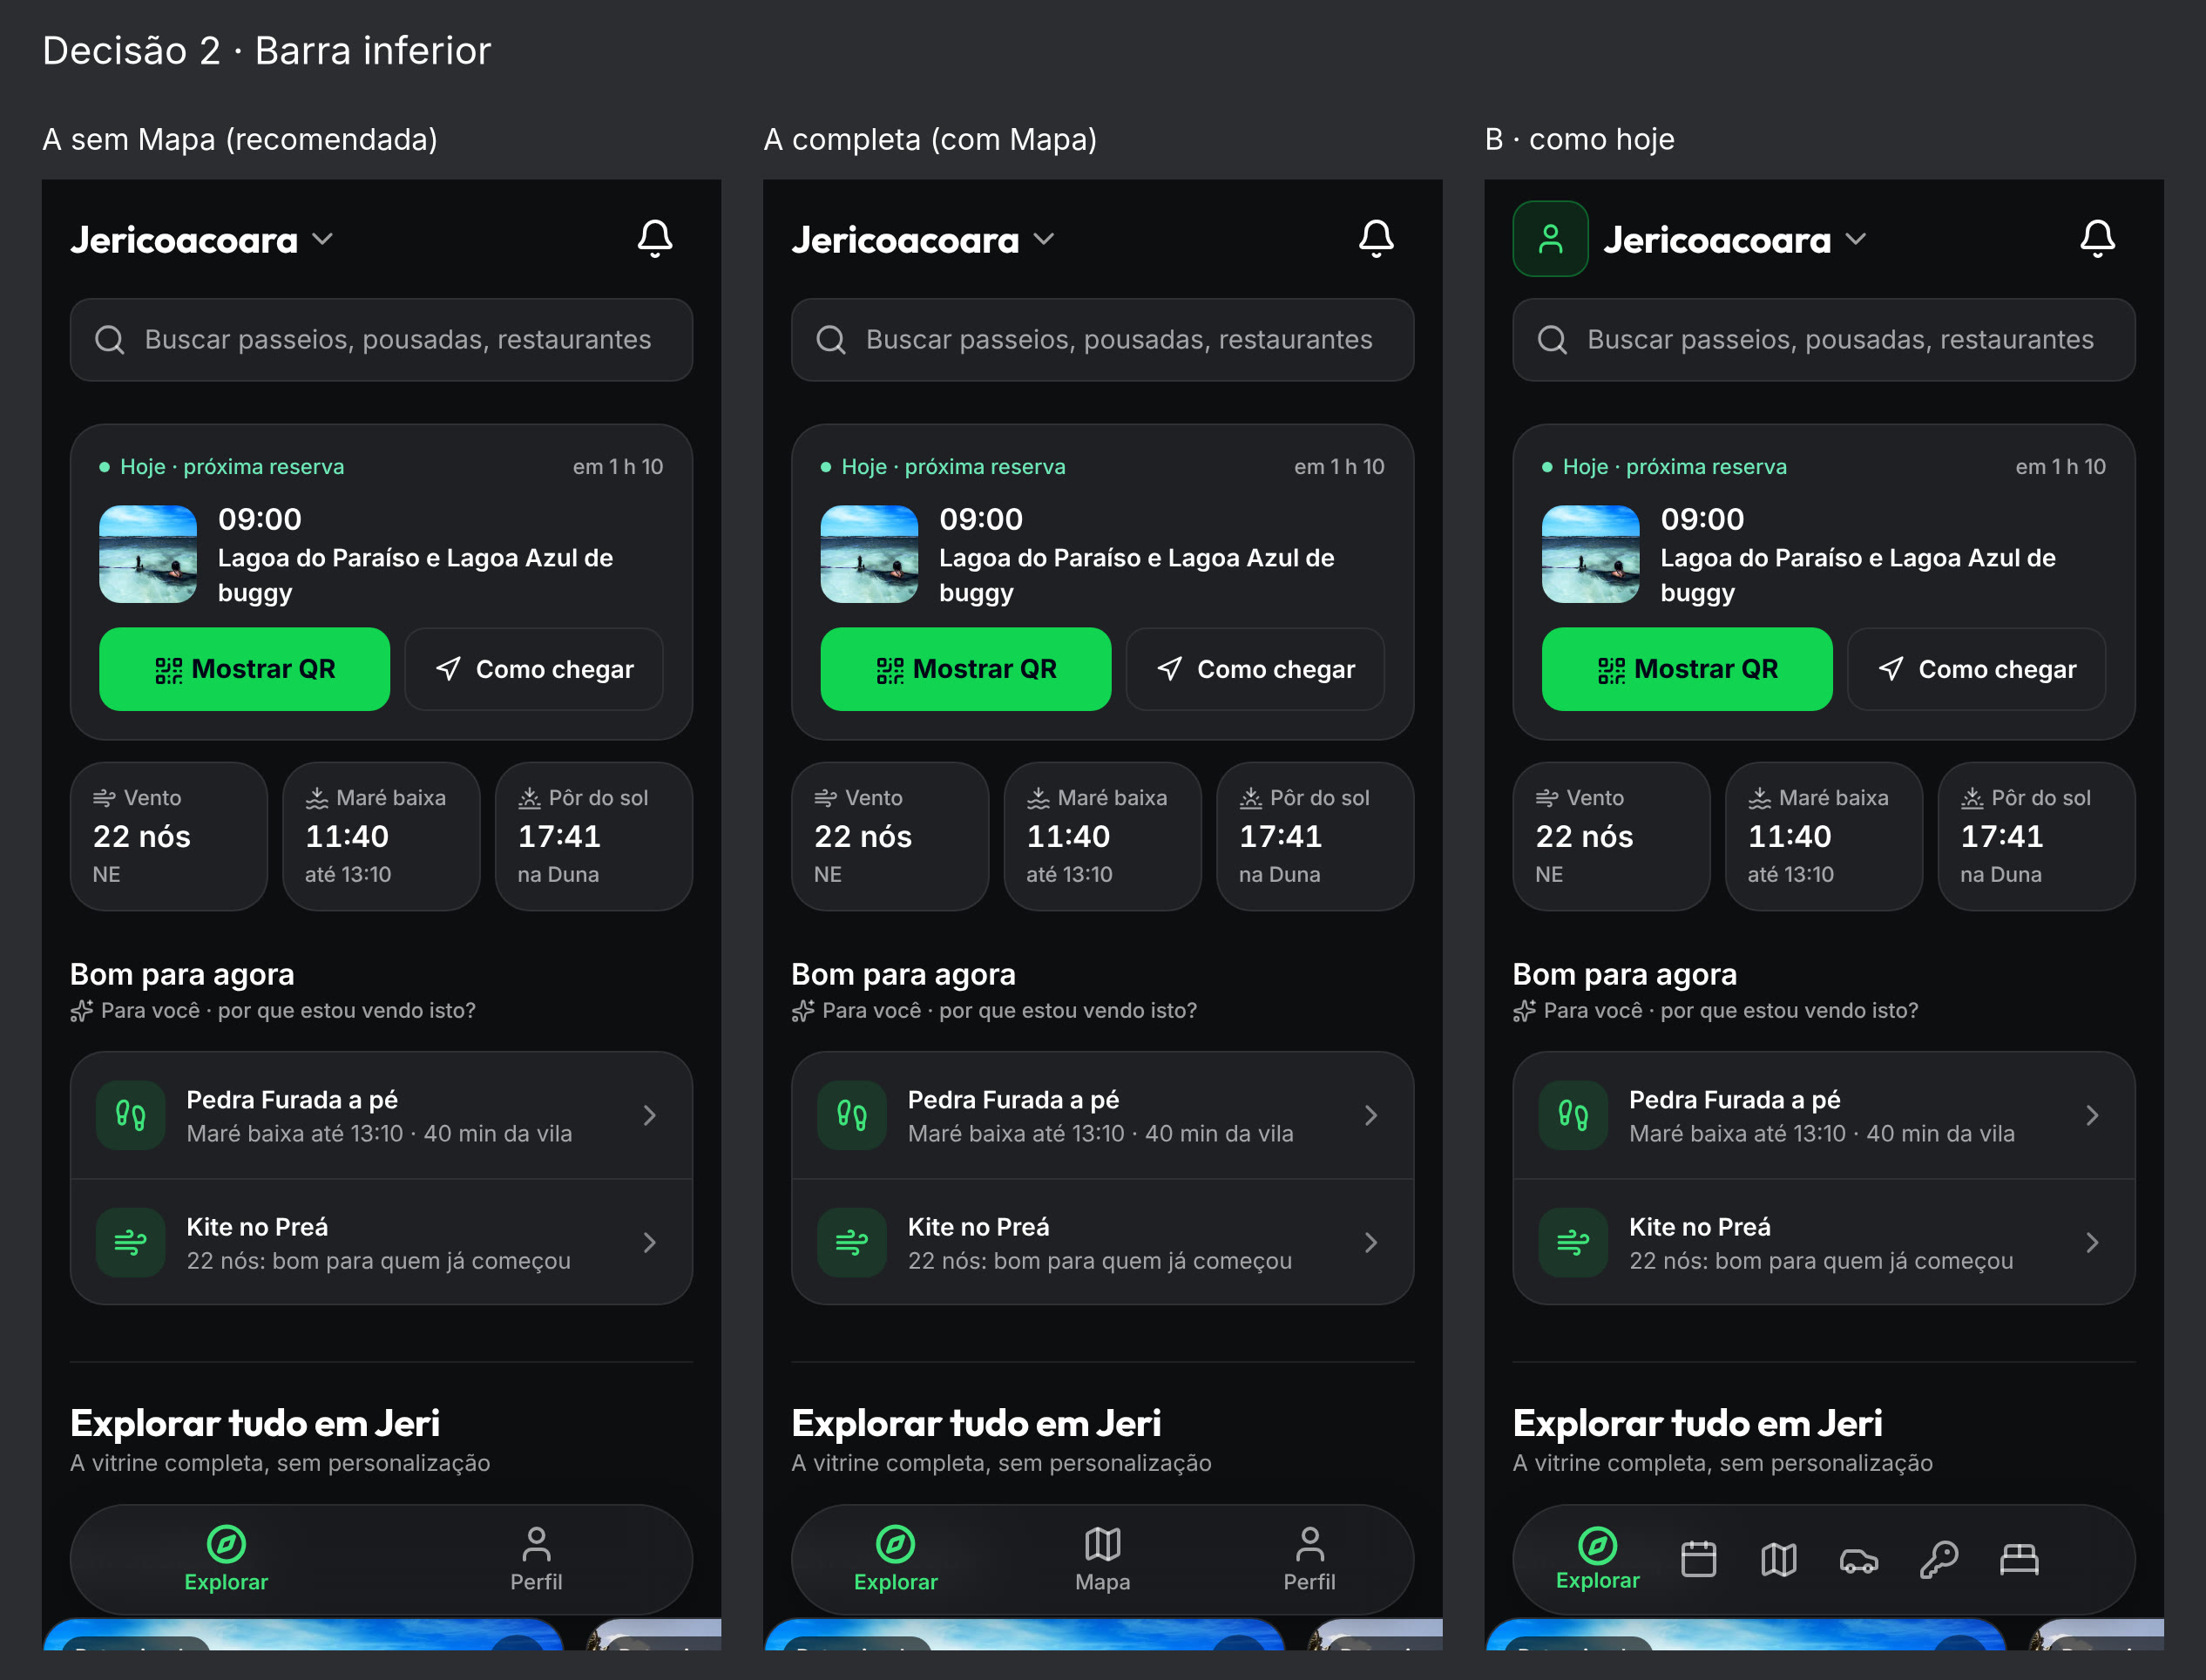 Decisão 2 · Barra inferior
A sem Mapa (recomendada)
Jericoacoara
Buscar passeios, pousadas, restaurantes
Hoje · próxima reserva
em 1 h 10
09:00
Lagoa do Paraíso e Lagoa Azul de
buggy
Mostrar QR
Como chegar
Vento
22 nós
NE
Maré baixa
11:40
até 13:10
Pôr do sol
17:41
na Duna
Bom para agora
Para você · por que estou vendo isto?
Pedra Furada a pé
Maré baixa até 13:10 · 40 min da vila
Kite no Preá
22 nós: bom para quem já começou
Explorar tudo em Jeri
A vitrine completa, sem personalização
Explorar
Perfil
A completa (com Mapa)
Jericoacoara
Buscar passeios, pousadas, restaurantes
Hoje · próxima reserva
em 1 h 10
09:00
Lagoa do Paraíso e Lagoa Azul de
buggy
Mostrar QR
Como chegar
Vento
22 nós
NE
Maré baixa
11:40
até 13:10
Pôr do sol
17:41
na Duna
Bom para agora
Para você · por que estou vendo isto?
Pedra Furada a pé
Maré baixa até 13:10 · 40 min da vila
Kite no Preá
22 nós: bom para quem já começou
Explorar tudo em Jeri
A vitrine completa, sem personalização
Explorar
Mapa
Perfil
B · como hoje
Jericoacoara
Buscar passeios, pousadas, restaurantes
Hoje · próxima reserva
em 1 h 10
09:00
Lagoa do Paraíso e Lagoa Azul de
buggy
Mostrar QR
Como chegar
Vento
22 nós
NE
Maré baixa
11:40
até 13:10
Pôr do sol
17:41
na Duna
Bom para agora
Para você · por que estou vendo isto?
Pedra Furada a pé
Maré baixa até 13:10 · 40 min da vila
Kite no Preá
22 nós: bom para quem já começou
Explorar tudo em Jeri
A vitrine completa, sem personalização
Explorar